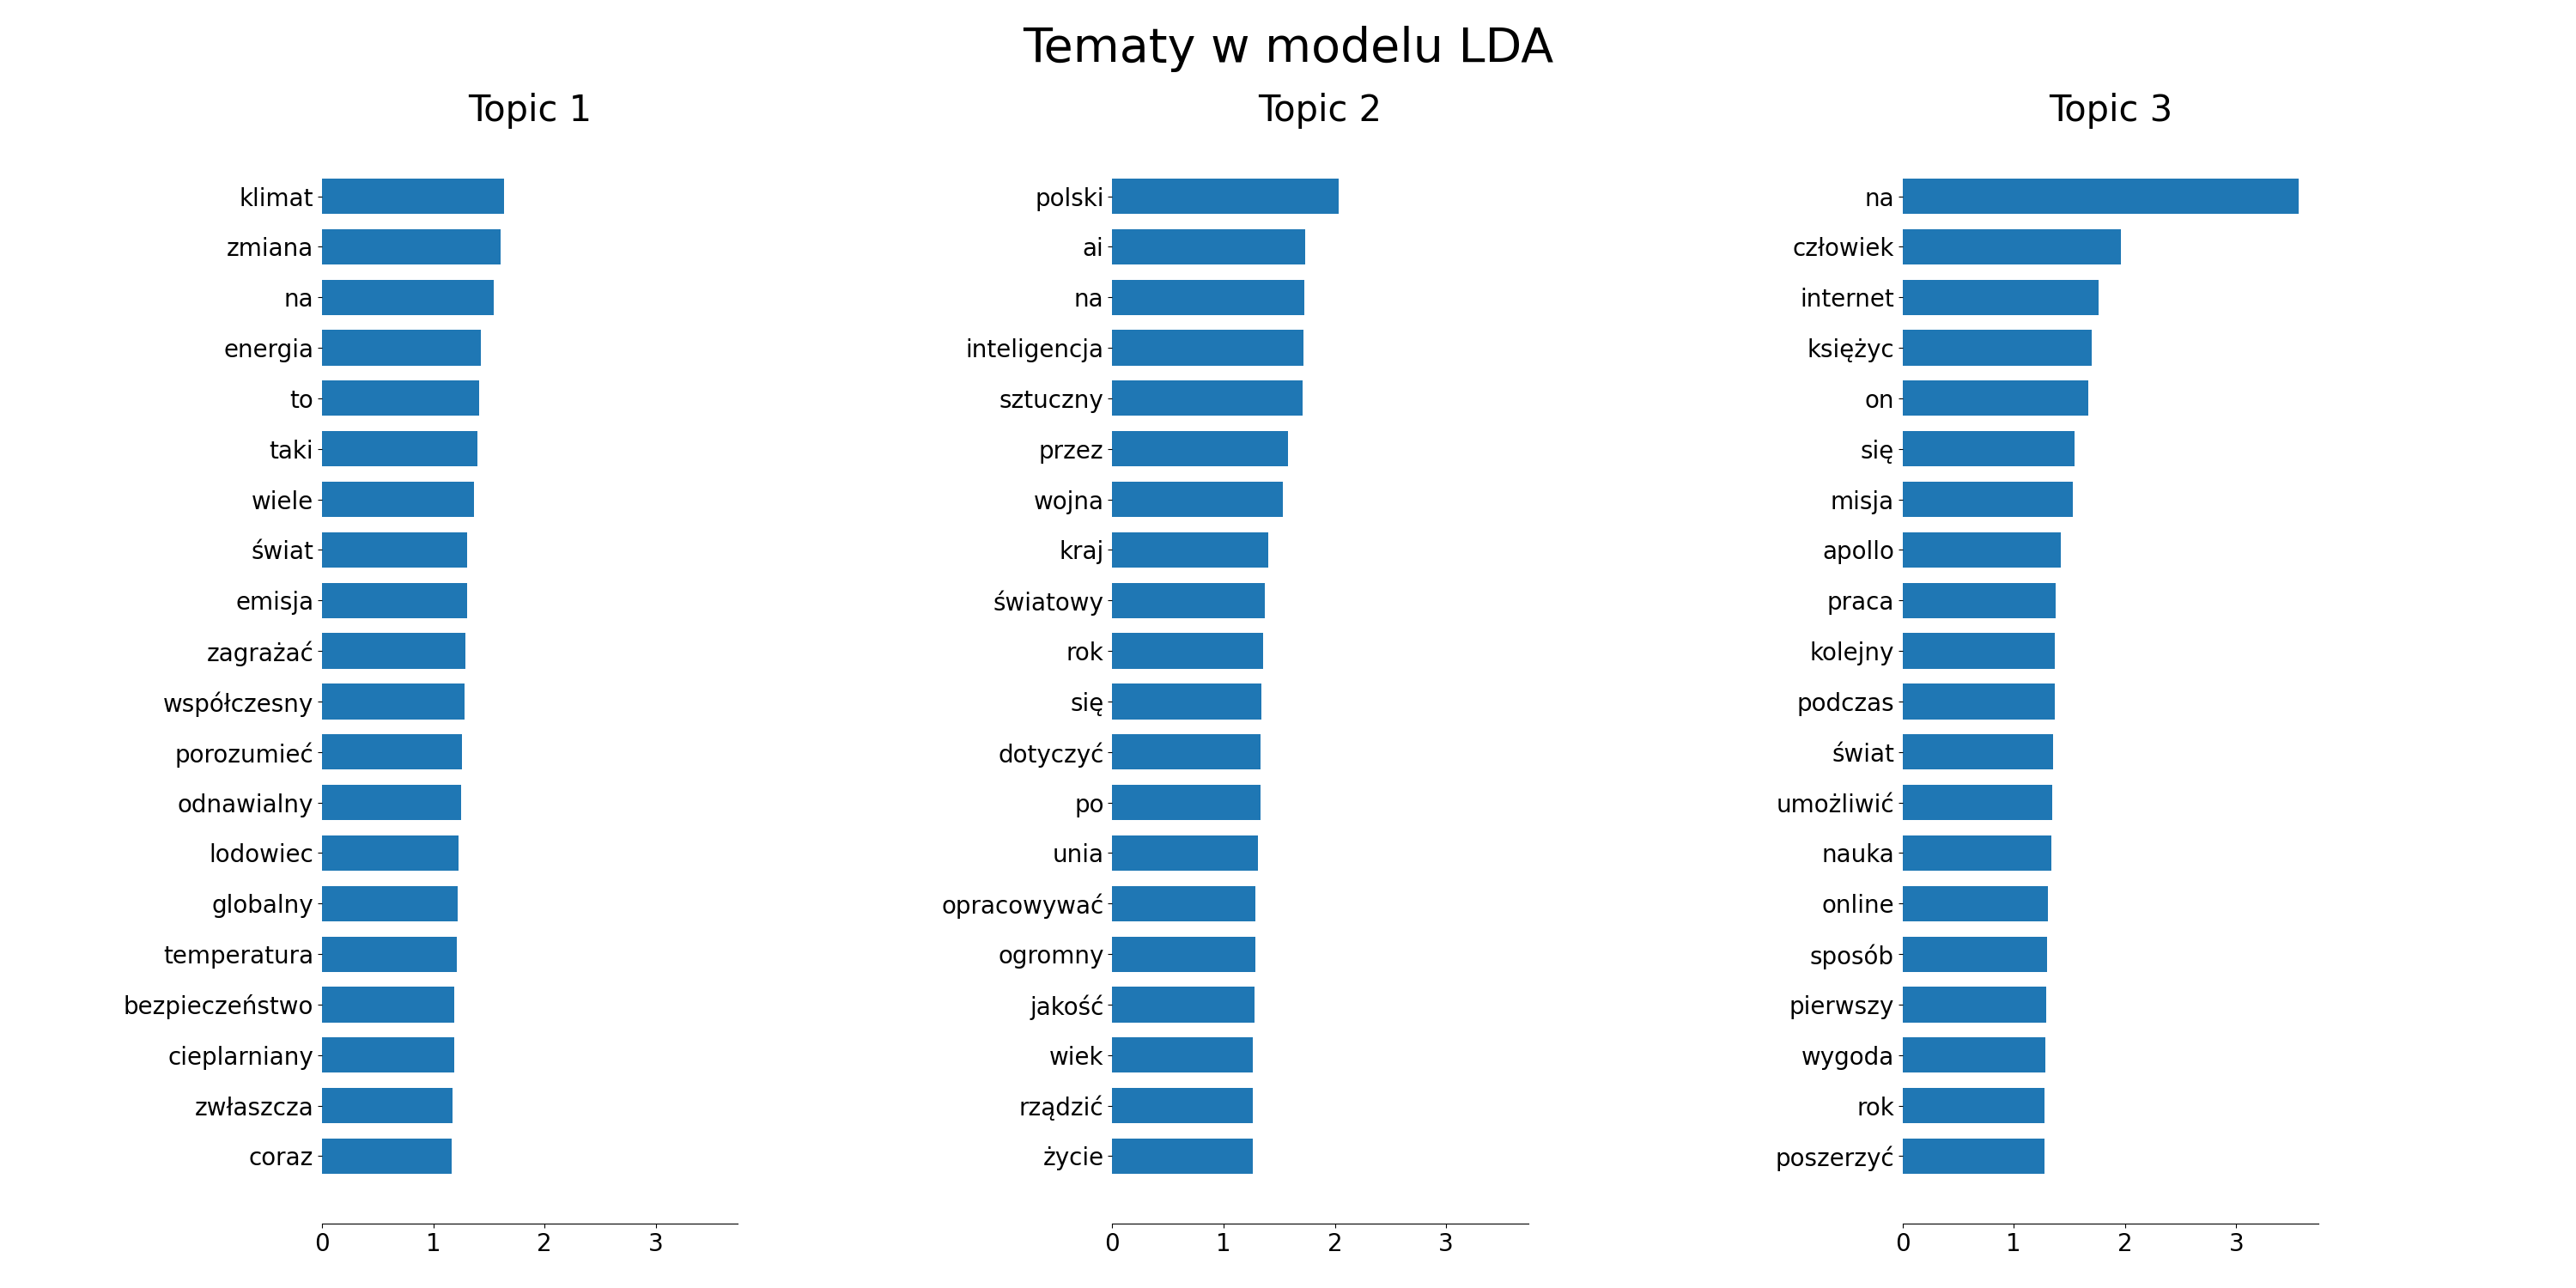 Tematy w modelu LDA
Topic 1
klimat
zmiana
na
energia
to
taki
wiele
świat
emisja
zagrażać
współczesny
porozumieć
odnawialny
lodowiec
globalny
temperatura
bezpieczeństwo
cieplarniany
zwłaszcza
coraz
0 1 2 3
Topic 2
polski
ai
na
inteligencja
sztuczny
przez
wojna
kraj
światowy
rok
się
dotyczyć
po
unia
opracowywać
ogromny
jakość
wiek
rządzić
życie
0 1 2 3
Topic 3
na
człowiek
internet
księżyc
on
się
misja
apollo
praca
kolejny
podczas
świat
umożliwić
nauka
online
sposób
pierwszy
wygoda
rok
poszerzyć
0 1 2 3